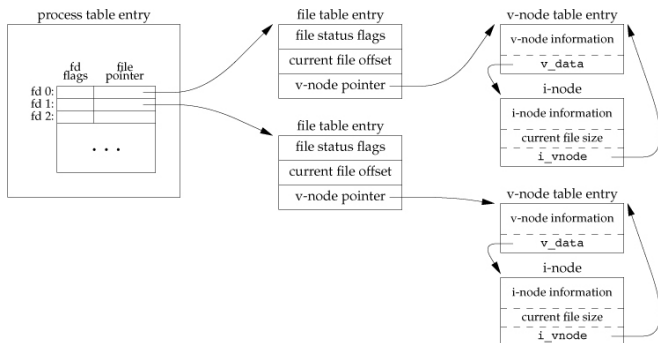 process table entry
fd flags
file pointer
fd 0:
fd 1:
fd 2:
. . .
file table entry
file status flags
current file offset
v-node pointer
file table entry
file status flags
current file offset
v-node pointer
v-node table entry
v-node information
v_data
i-node
i-node information
current file size
i_vnode
v-node table entry
v-node information
v_data
i-node
i-node information
current file size
i_vnode